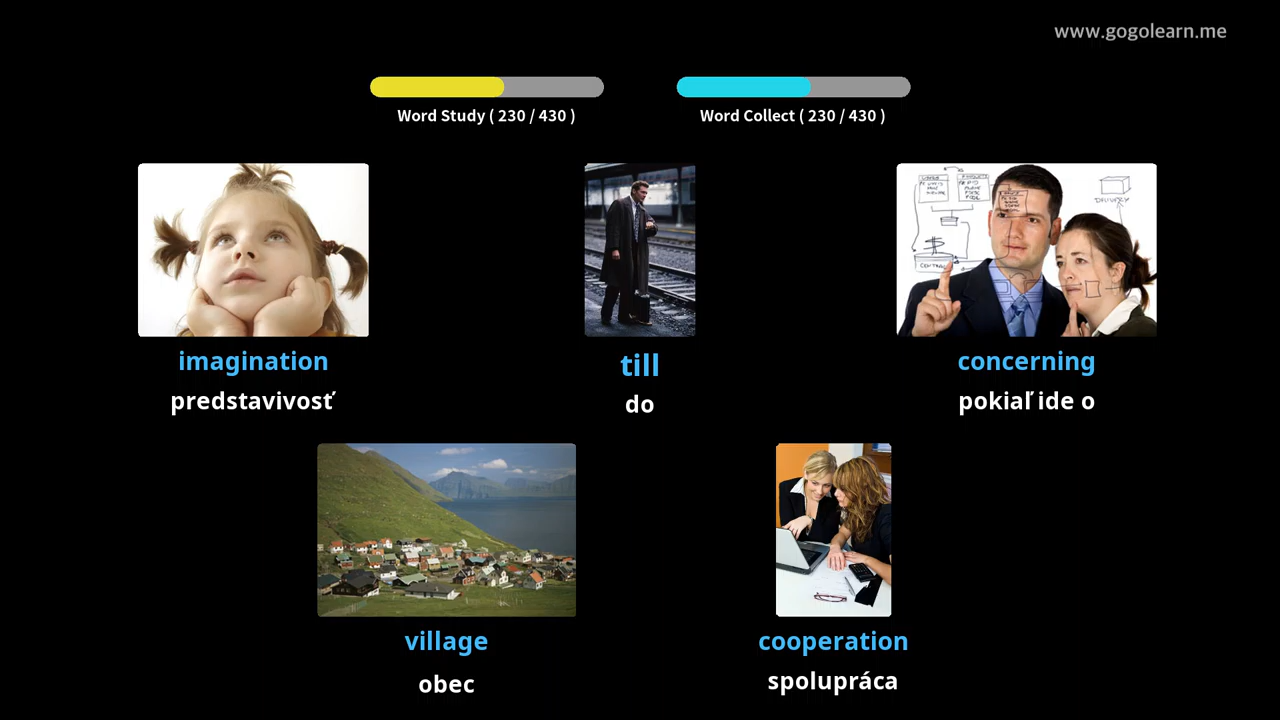 www.gogolearn.me
Word Study ( 230 / 430 )
Word Collect ( 230 / 430 )
imagination
predstavivosť
till
do
concerning
pokiaľ ide o
village
obec
cooperation
spolupráca